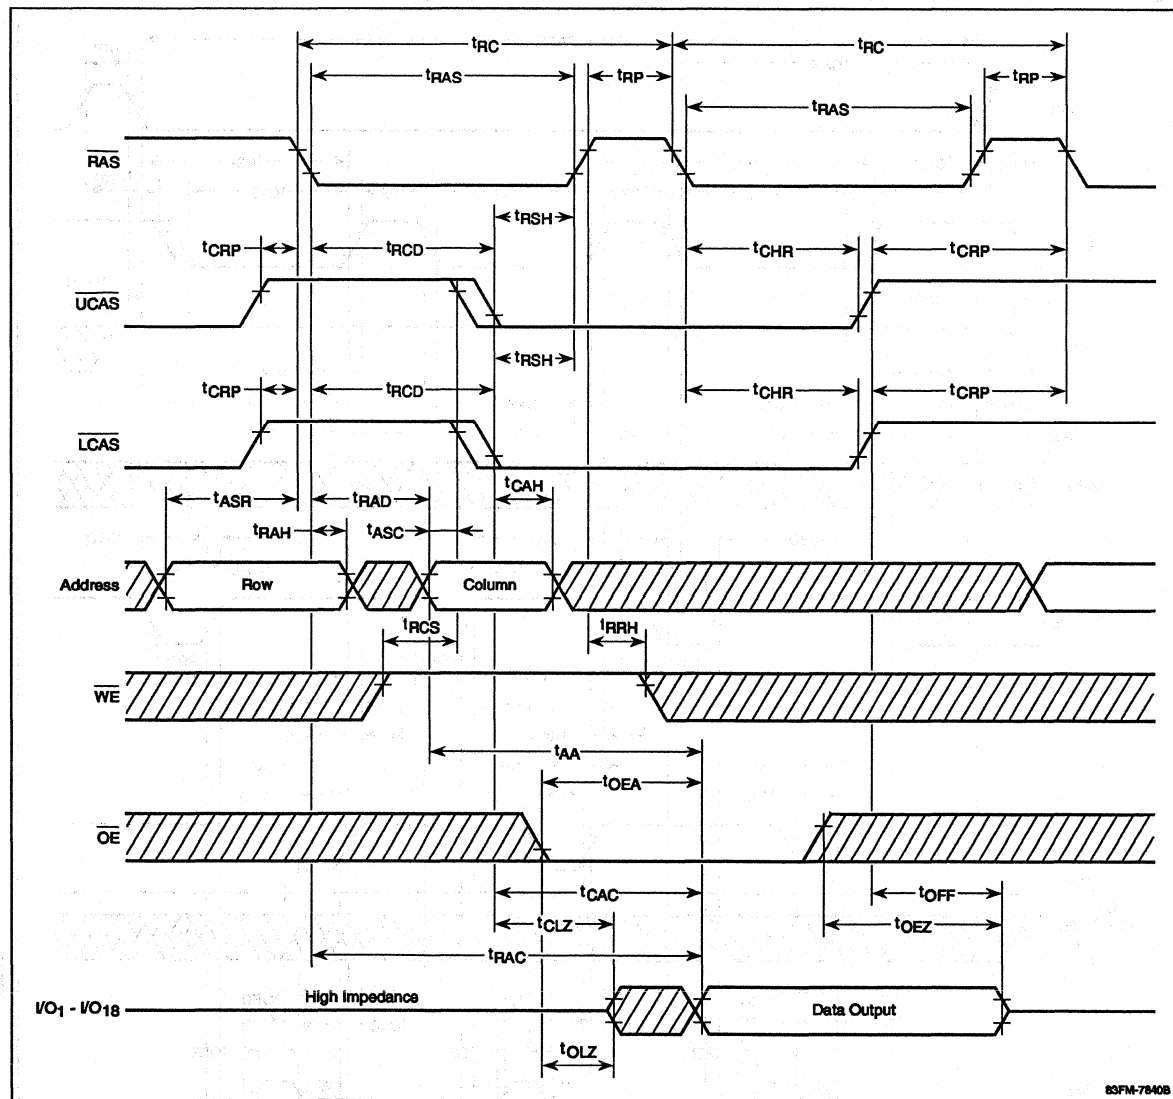 tRC tRC
tRAS tRP tRP
tRAS
RAS
tRSH
tCRP tRCD tCHR tCRP
UCAS
tRSH
tCRP tRCD tCHR tCRP
LCAS
tCAH
tASR tRAD
tRAH tASC
Address Row Column
tRCS tRRH
WE
tAA
tOEA
OE
tCAC tOFF
tCLZ tOEZ
tRAC
High Impedance
I/O1 - I/O18 Data Output
tOLZ
83FM-7840B